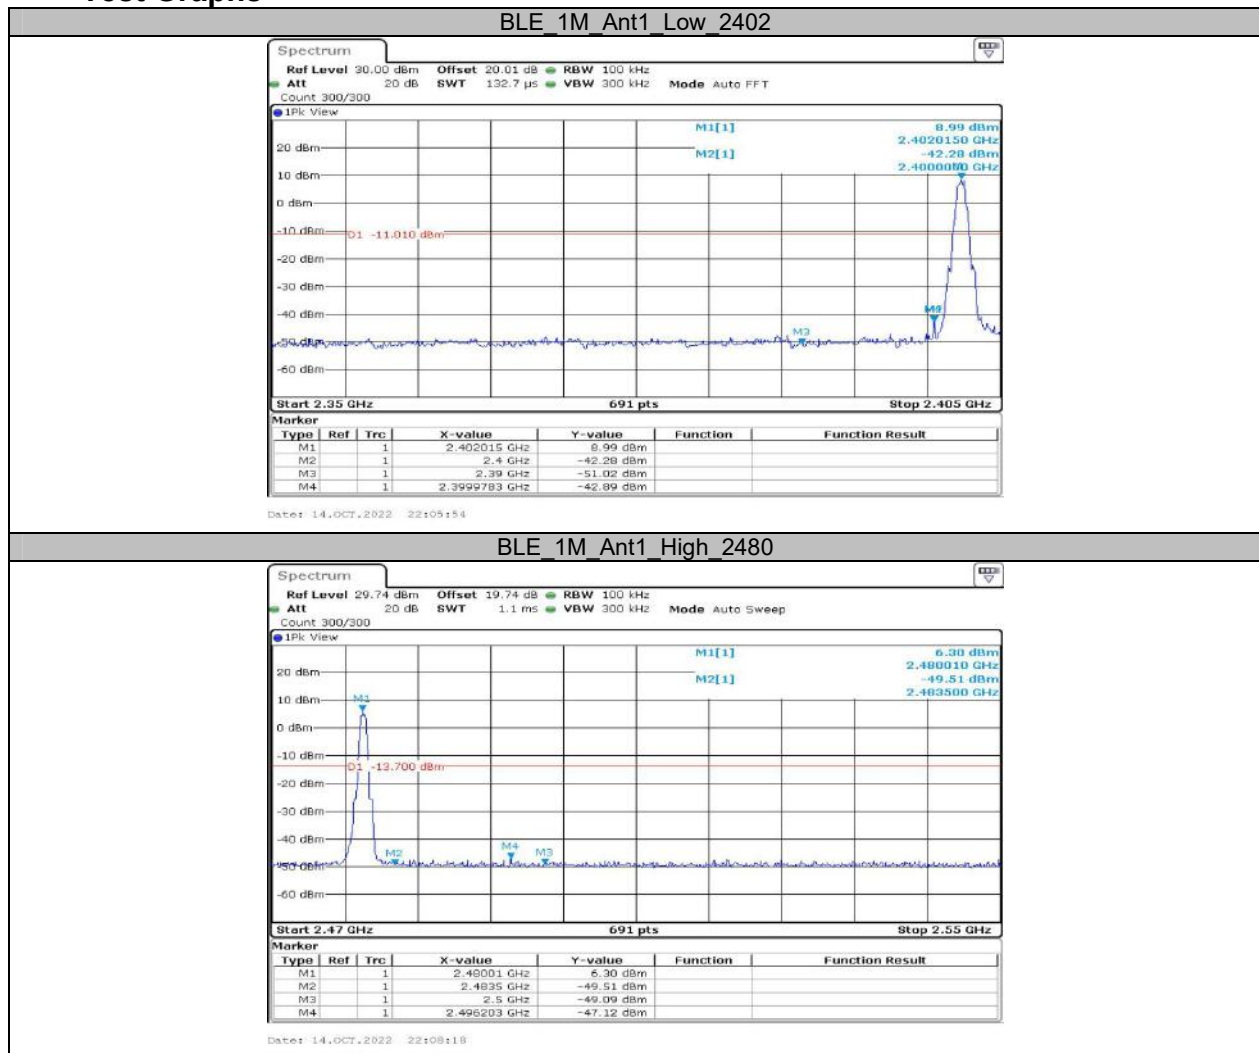 Test Graphs
BLE_1M_Ant1_Low_2402
Spectrum
Ref Level 30.00 dBm Offset 20.01 dB RBW 100 kHz
Att 20 dB SWT 132.7 µs VBW 300 kHz Mode Auto FFT
Count 300/300
1Pk View
M1[1] 8.99 dBm
2.4020150 GHz
20 dBm
M2[1] -42.28 dBm
10 dBm
0 dBm
-10 dBm
D1 -11.010 dBm
-20 dBm
-30 dBm
-40 dBm
M3
-50 dBm
-60 dBm
Start 2.35 GHz 691 pts Stop 2.405 GHz
Marker
Type Ref Trc X-value Y-value Function Function Result
M1 1 2.402015 GHz 8.99 dBm
M2 1 2.4 GHz -42.28 dBm
M3 1 2.39 GHz -51.02 dBm
M4 1 2.3999783 GHz -42.89 dBm
Date: 14.OCT.2022 22:05:54
BLE_1M_Ant1_High_2480
Spectrum
Ref Level 29.74 dBm Offset 19.74 dB RBW 100 kHz
Att 20 dB SWT 1.1 ms VBW 300 kHz Mode Auto Sweep
Count 300/300
1Pk View
M1[1] 6.30 dBm
2.480010 GHz
20 dBm
M2[1] -49.51 dBm
2.483500 GHz
10 dBm M1
0 dBm
-10 dBm
D1 -13.700 dBm
-20 dBm
-30 dBm
-40 dBm
M2 M4 M3
-50 dBm
-60 dBm
Start 2.47 GHz 691 pts Stop 2.55 GHz
Marker
Type Ref Trc X-value Y-value Function Function Result
M1 1 2.48001 GHz 6.30 dBm
M2 1 2.4835 GHz -49.51 dBm
M3 1 2.5 GHz -49.09 dBm
M4 1 2.496203 GHz -47.12 dBm
Date: 14.OCT.2022 22:08:18